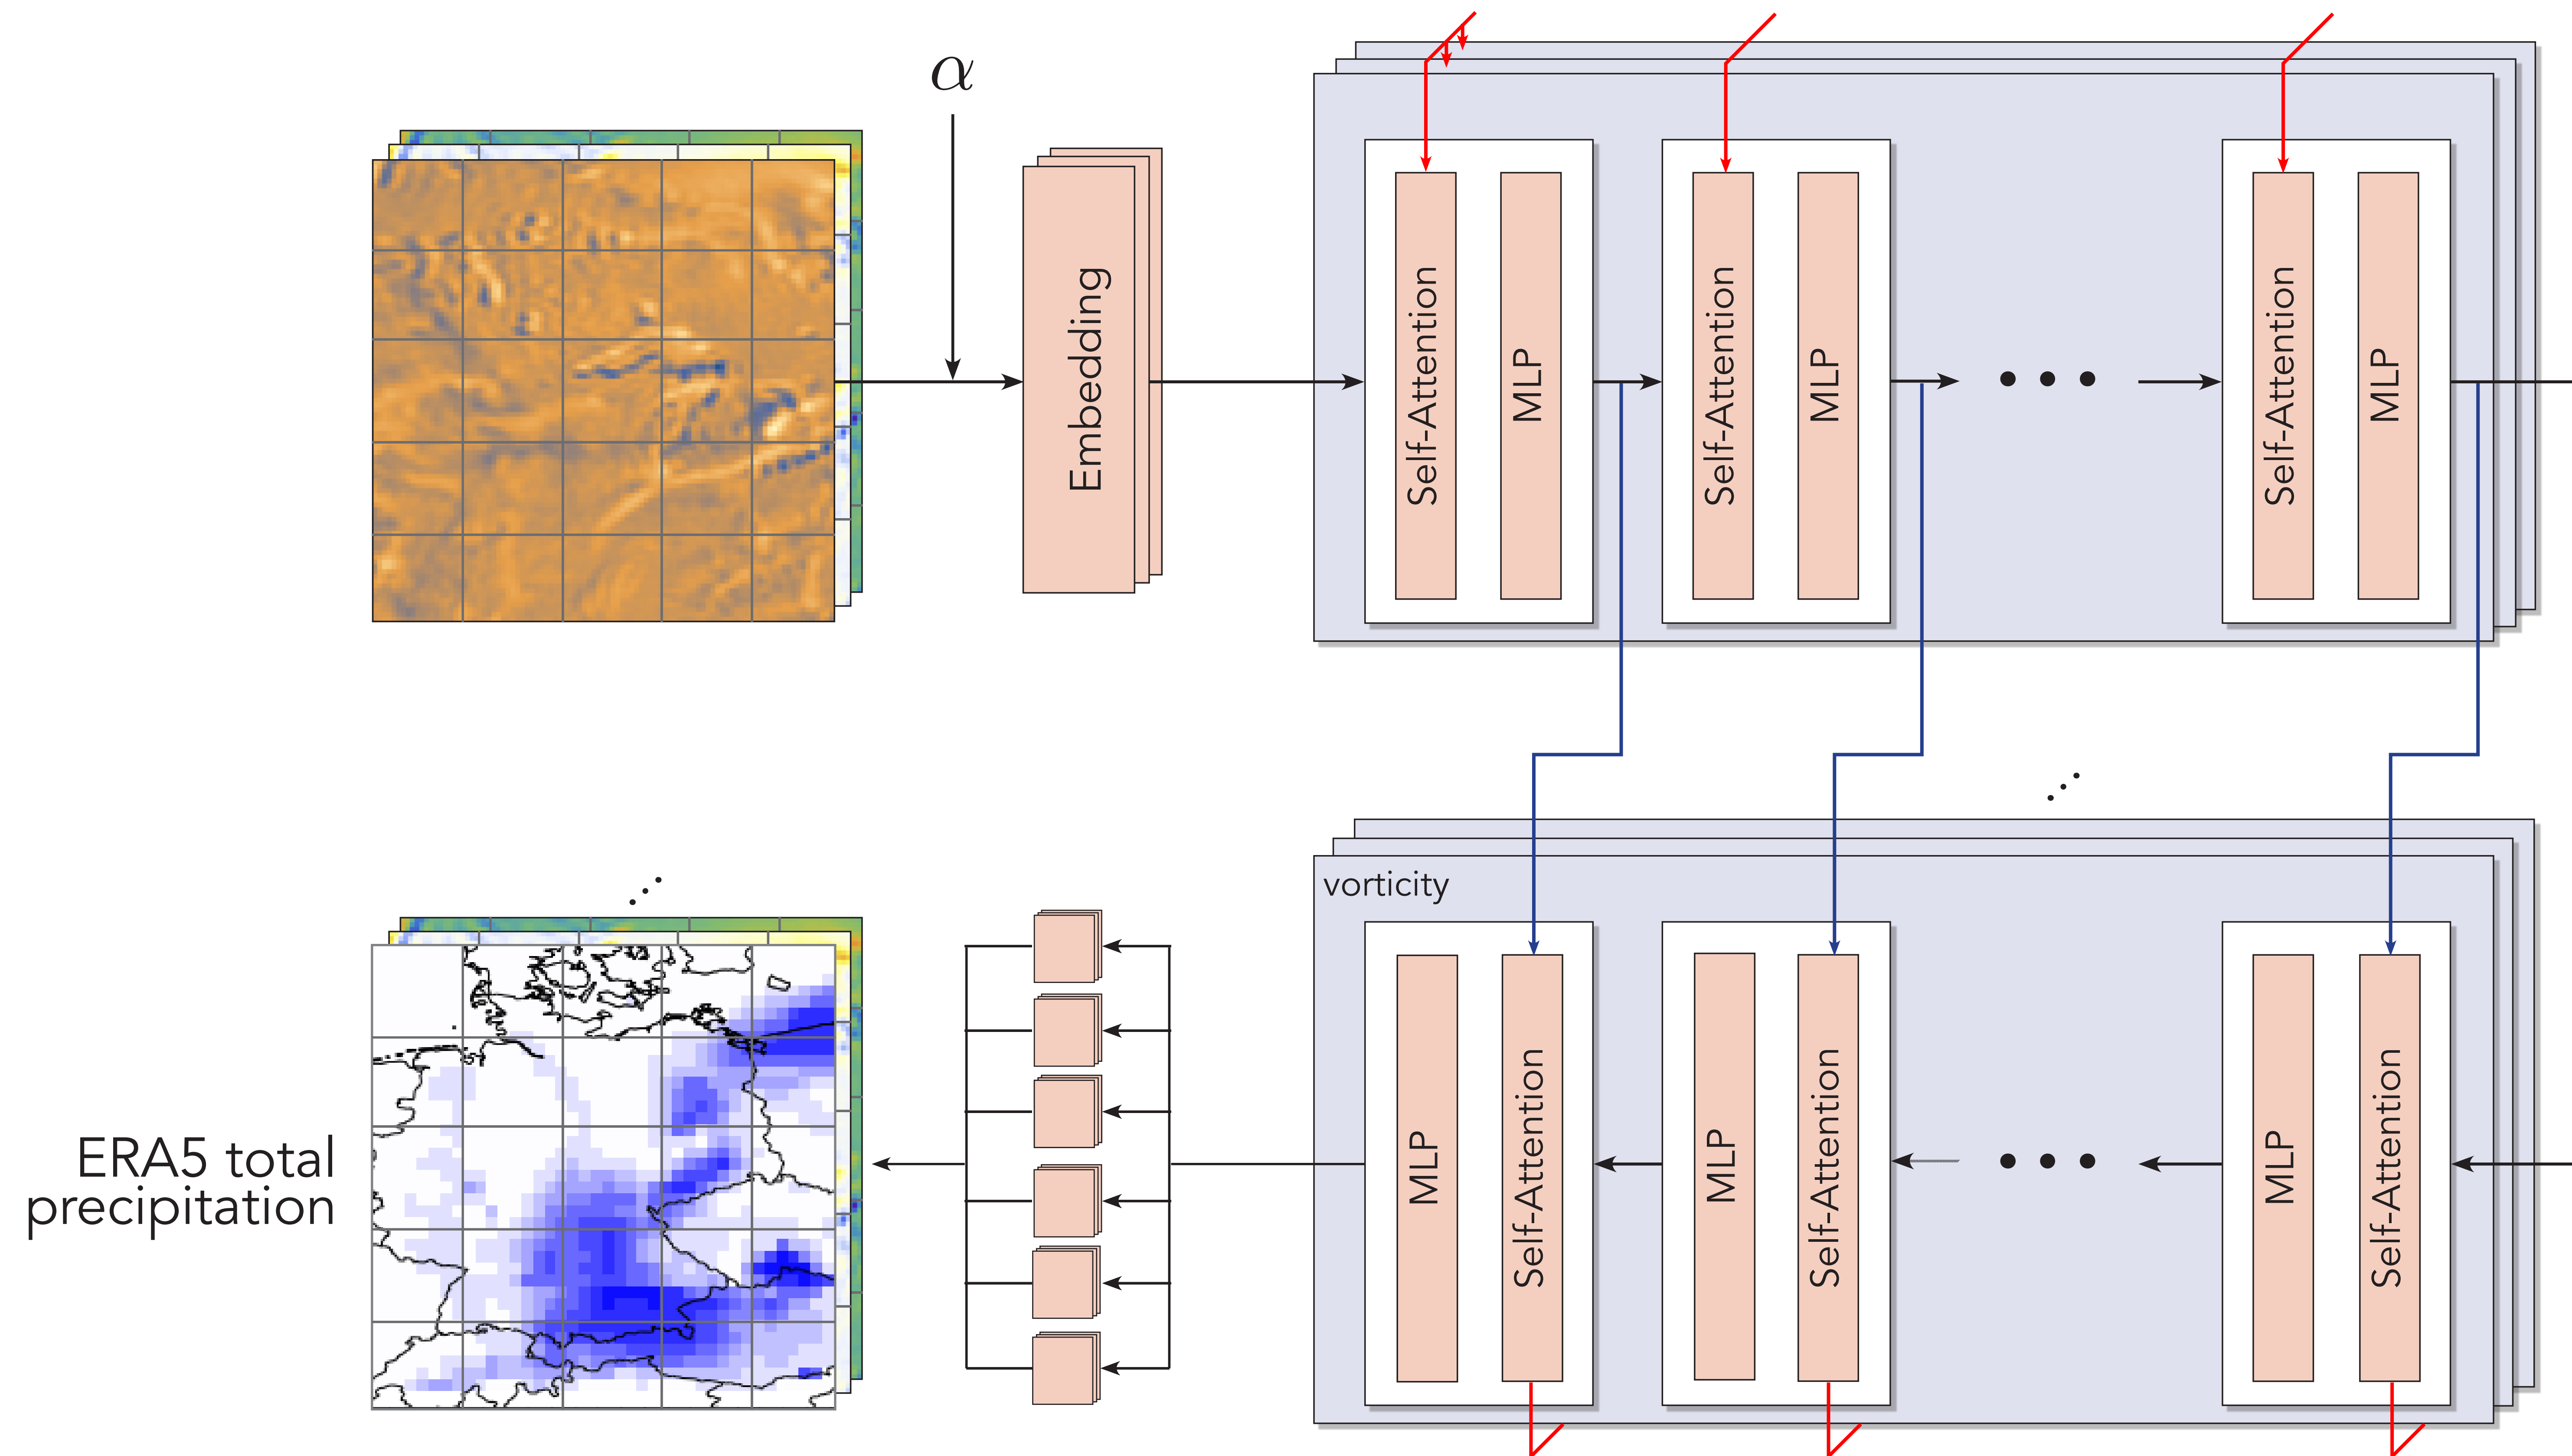 α
Embedding
Self-Attention
MLP
Self-Attention
MLP
Self-Attention
MLP
vorticity
ERA5 total
precipitation
MLP
Self-Attention
MLP
Self-Attention
MLP
Self-Attention